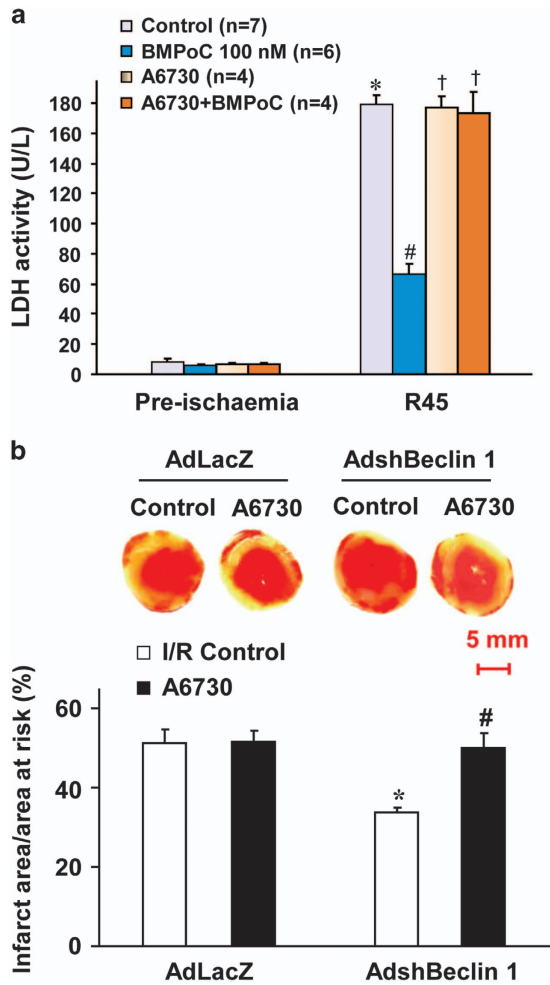 a
Control (n=7)
BMPoC 100 nM (n=6)
A6730 (n=4)
A6730+BMPoC (n=4)
LDH activity (U/L)
180
160
140
120
100
80
60
40
20
0
*
#
†
†
Pre-ischaemia
R45
b
AdLacZ
AdshBeclin 1
Control
A6730
Control
A6730
5 mm
I/R Control
A6730
Infarct area/area at risk (%)
60
40
20
0
*
#
AdLacZ
AdshBeclin 1